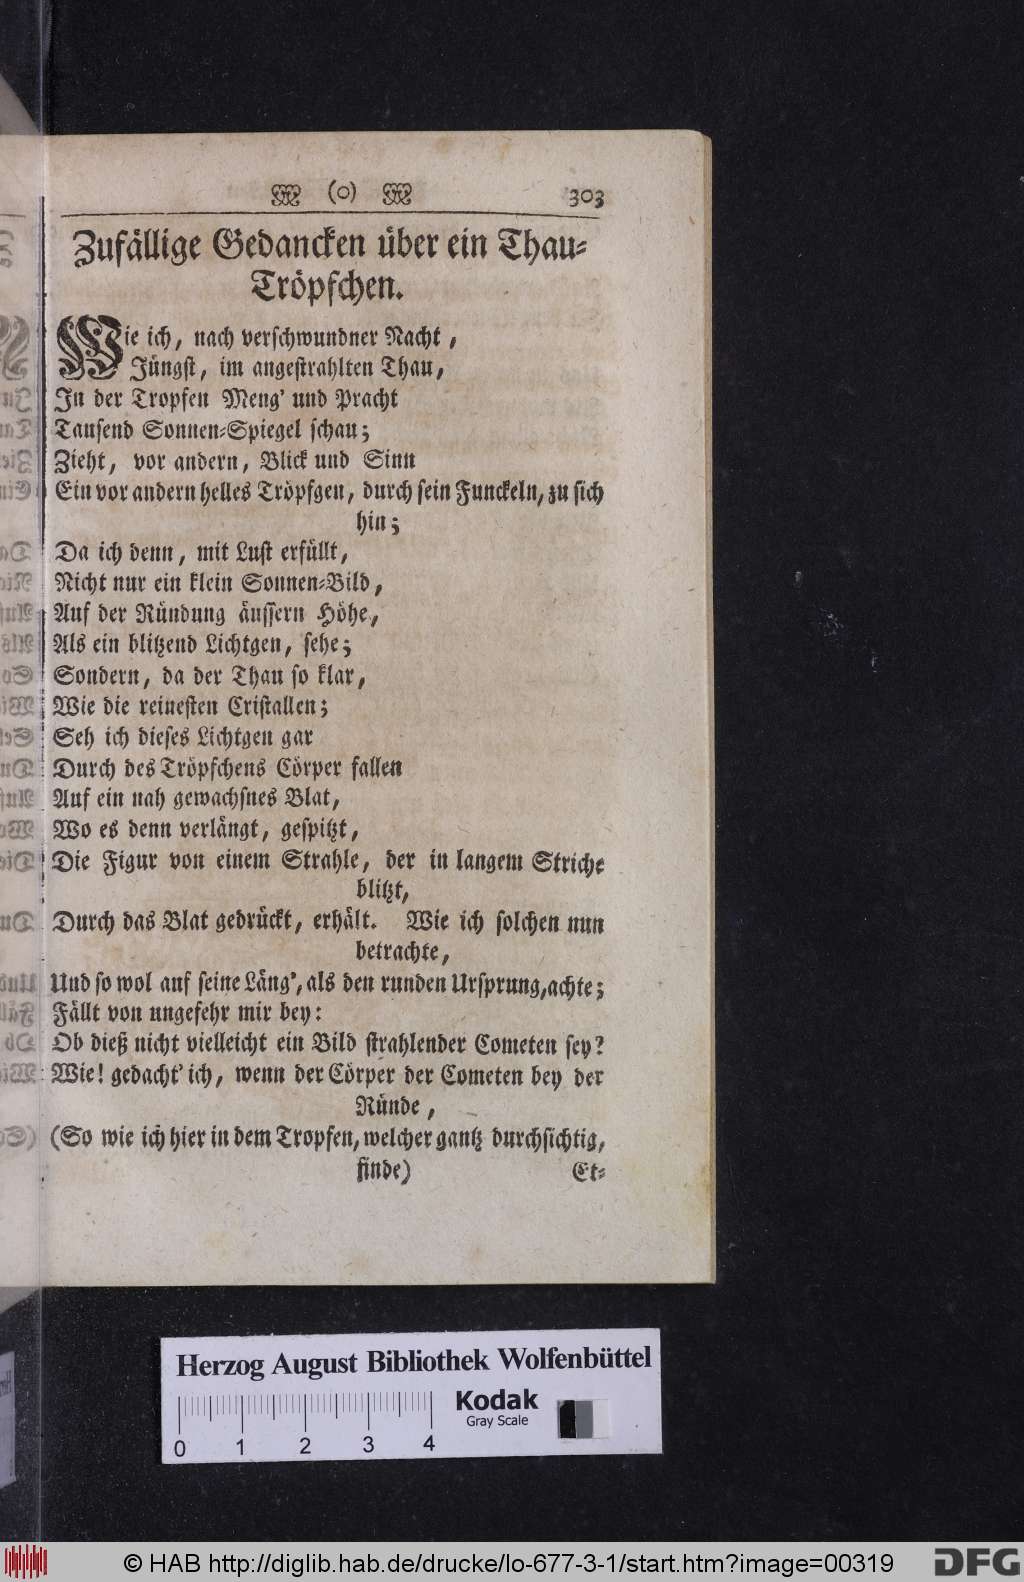 (o) 303
Zufällige Gedancken über ein Thau-
Tröpfchen.
Wie ich, nach verschwundner Nacht,
Jüngst, im angestrahlten Thau,
In der Tropfen Meng' und Pracht
Tausend Sonnen-Spiegel schau;
Zieht, vor andern, Blick und Sinn
Ein vor andern helles Tröpfgen, durch sein Funckeln, zu sich
hin;
Da ich denn, mit Lust erfüllt,
Nicht nur ein klein Sonnen-Bild,
Auf der Ründung äussern Höhe,
Als ein blitzend Lichtgen, sehe;
Sondern, da der Thau so klar,
Wie die reinesten Cristallen;
Seh ich dieses Lichtgen gar
Durch des Tröpfchens Cörper fallen
Auf ein nah gewachsnes Blat,
Wo es denn verlängt, gespitzt,
Die Figur von einem Strahle, der in langem Striche
blitzt,
Durch das Blat gedrückt, erhält. Wie ich solchen nun
betrachte,
Und so wol auf seine Läng', als den runden Ursprung, achte;
Fällt von ungefehr mir bey:
Ob dieß nicht vielleicht ein Bild strahlender Cometen sey?
Wie! gedacht' ich, wenn der Cörper der Cometen bey der
Ründe,
(So wie ich hier in dem Tropfen, welcher gantz durchsichtig,
finde)
Et-
Herzog August Bibliothek Wolfenbüttel
Kodak
Gray Scale
0 1 2 3 4
© HAB http://diglib.hab.de/drucke/lo-677-3-1/start.htm?image=00319
DFG